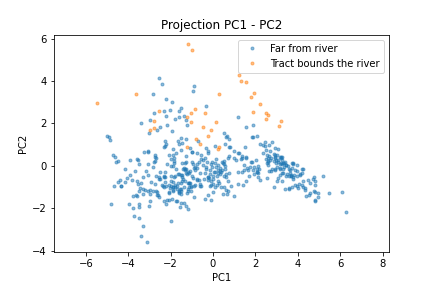 Projection PC1 - PC2
Far from river
Tract bounds the river
PC2
6
4
2
0
−2
−4
−6
−4
−2
0
2
4
6
8
PC1